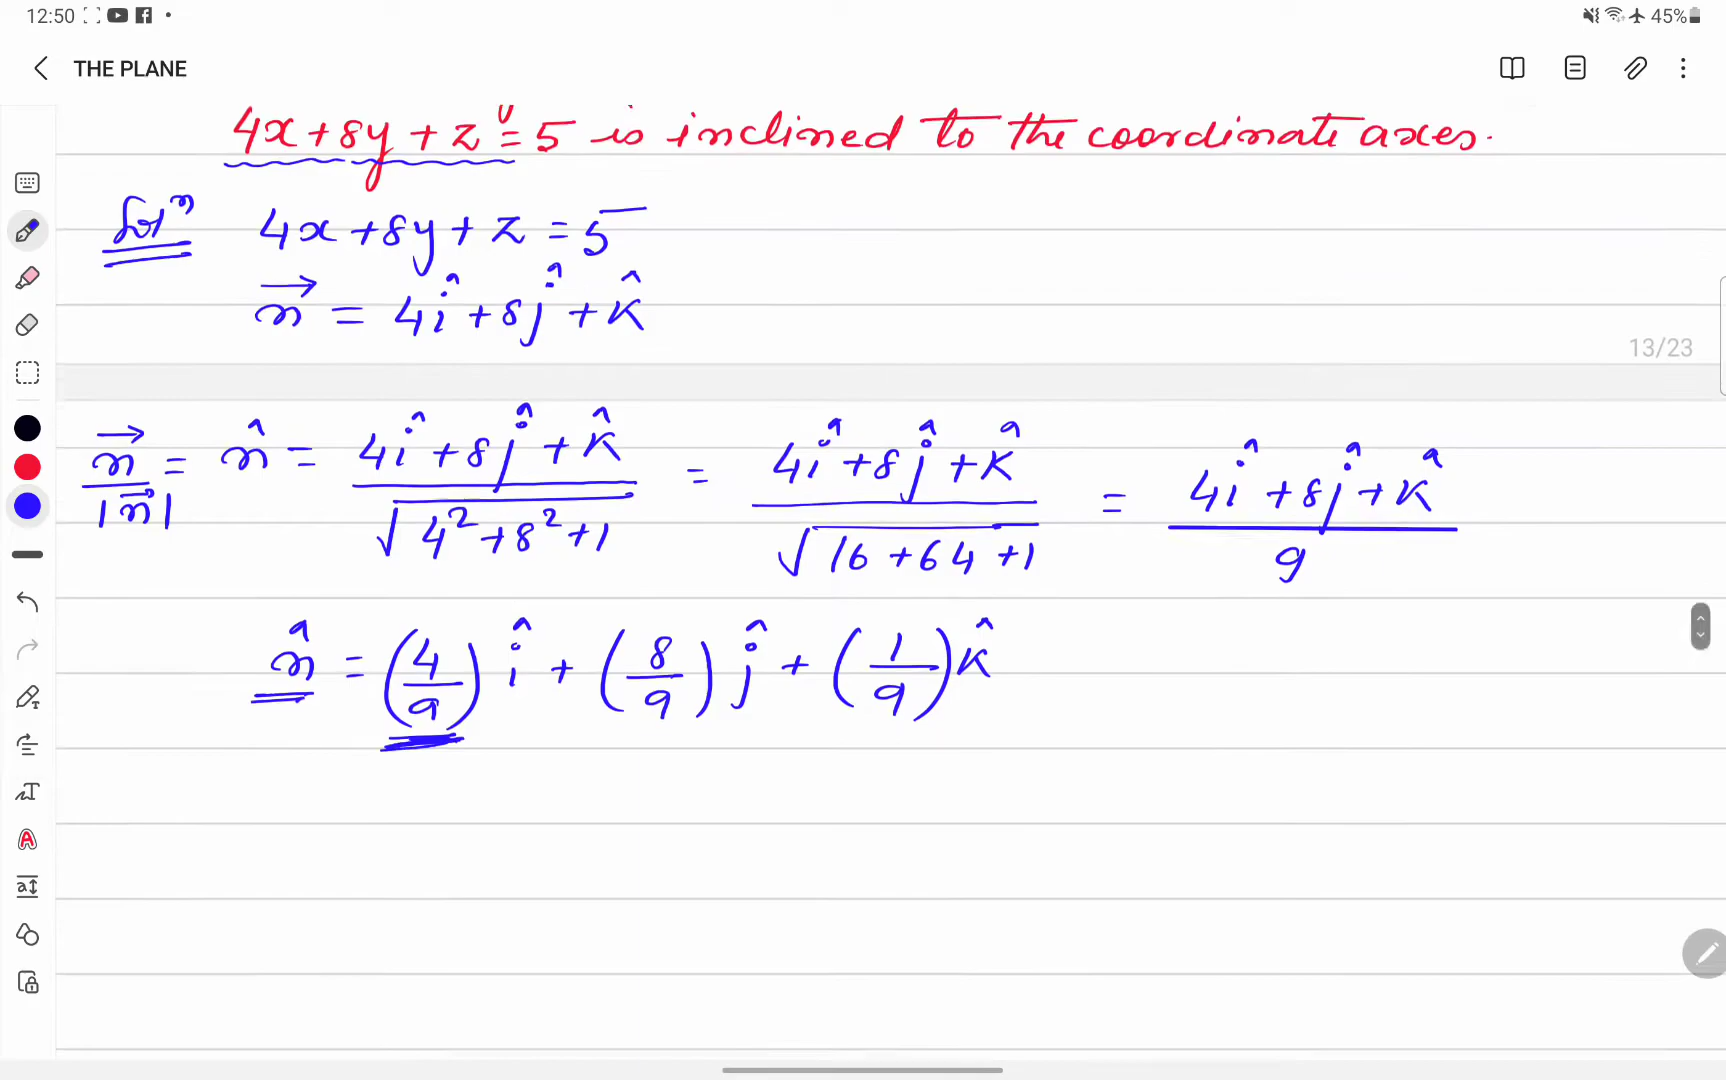 12:50 45%
THE PLANE
4x + 8y + z = 5 is inclined to the coordinate axes.
Solⁿ 4x + 8y + z = 5
n⃗ = 4î + 8ĵ + k̂
13/23
n⃗/|n⃗| = n̂ = (4î + 8ĵ + k̂)/√(4² + 8² + 1) = (4î + 8ĵ + k̂)/√(16 + 64 + 1) = (4î + 8ĵ + k̂)/9
n̂ = (4/9) î + (8/9) ĵ + (1/9) k̂